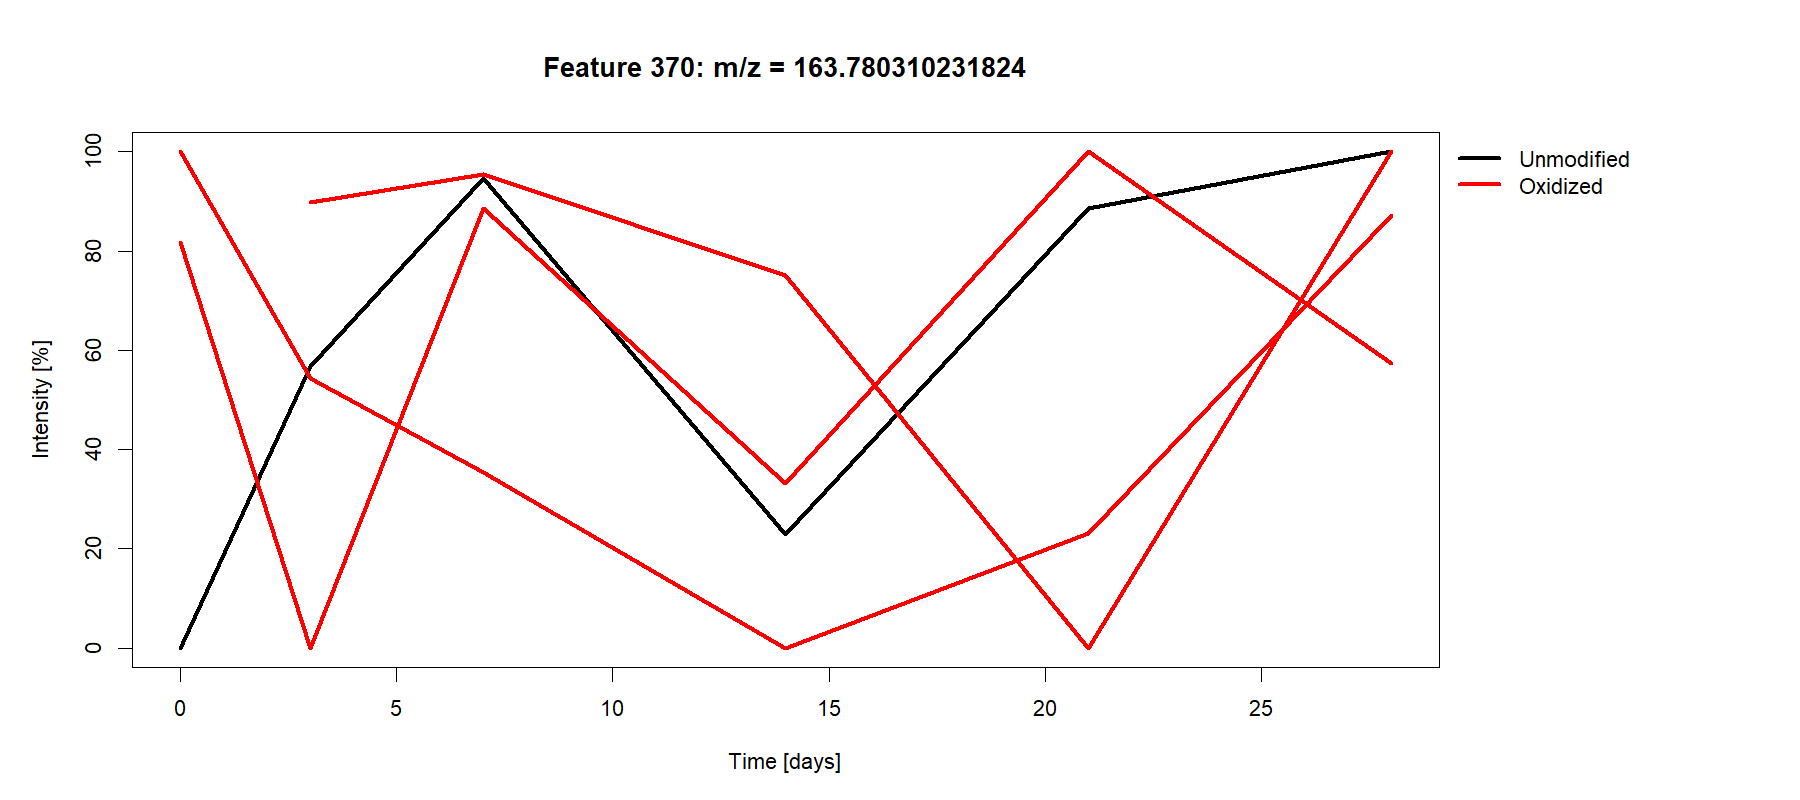 Feature 370: m/z = 163.780310231824
Unmodified
Oxidized
Intensity [%]
100
80
60
40
20
0
0 5 10 15 20 25
Time [days]